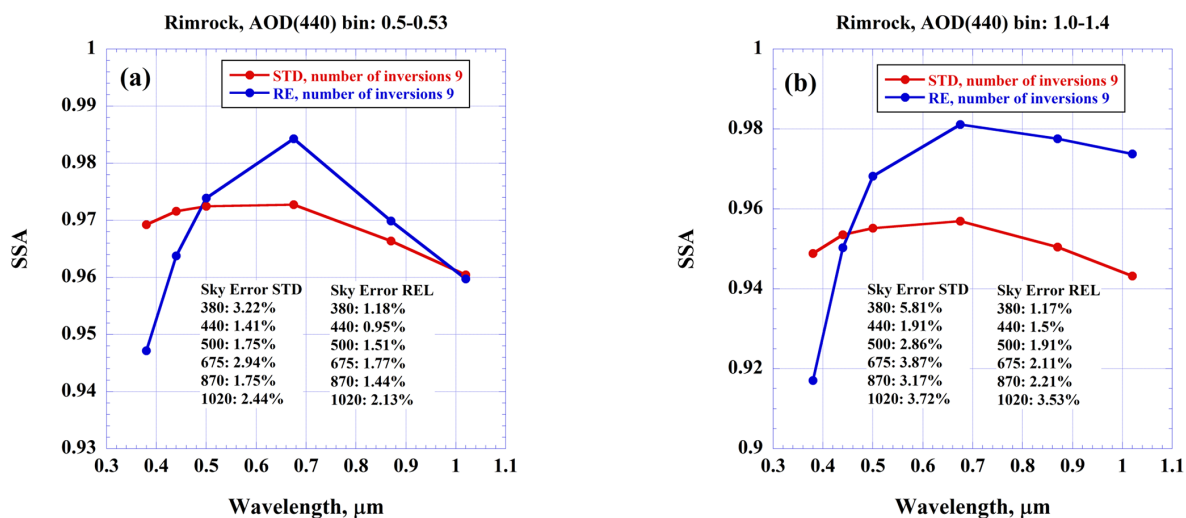 Rimrock, AOD(440) bin: 0.5-0.53
(a)
STD, number of inversions 9
RE, number of inversions 9
1
0.99
0.98
0.97
0.96
0.95
0.94
0.93
SSA
Sky Error STD
380: 3.22%
440: 1.41%
500: 1.75%
675: 2.94%
870: 1.75%
1020: 2.44%
Sky Error REL
380: 1.18%
440: 0.95%
500: 1.51%
675: 1.77%
870: 1.44%
1020: 2.13%
0.3 0.4 0.5 0.6 0.7 0.8 0.9 1 1.1
Wavelength, μm
Rimrock, AOD(440) bin: 1.0-1.4
(b)
STD, number of inversions 9
RE, number of inversions 9
1
0.98
0.96
0.94
0.92
0.9
SSA
Sky Error STD
380: 5.81%
440: 1.91%
500: 2.86%
675: 3.87%
870: 3.17%
1020: 3.72%
Sky Error REL
380: 1.17%
440: 1.5%
500: 1.91%
675: 2.11%
870: 2.21%
1020: 3.53%
0.3 0.4 0.5 0.6 0.7 0.8 0.9 1 1.1
Wavelength, μm